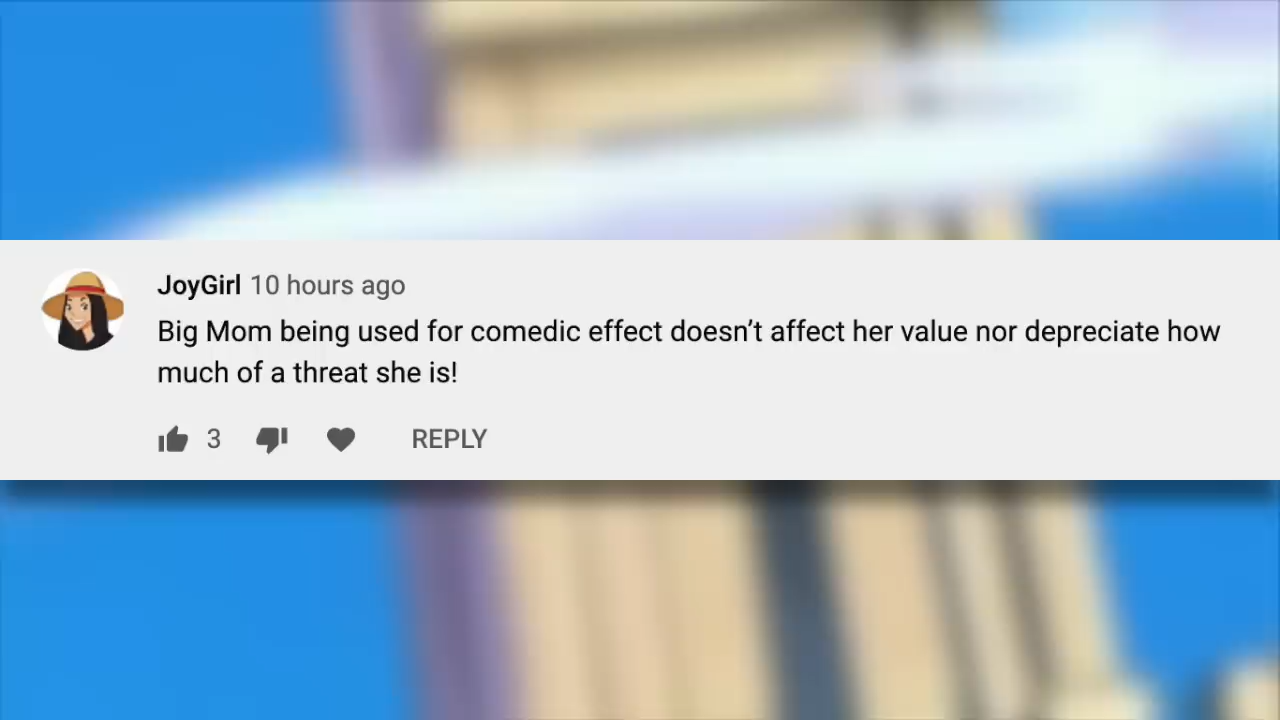 JoyGirl 10 hours ago
Big Mom being used for comedic effect doesn’t affect her value nor depreciate how
much of a threat she is!
3 REPLY